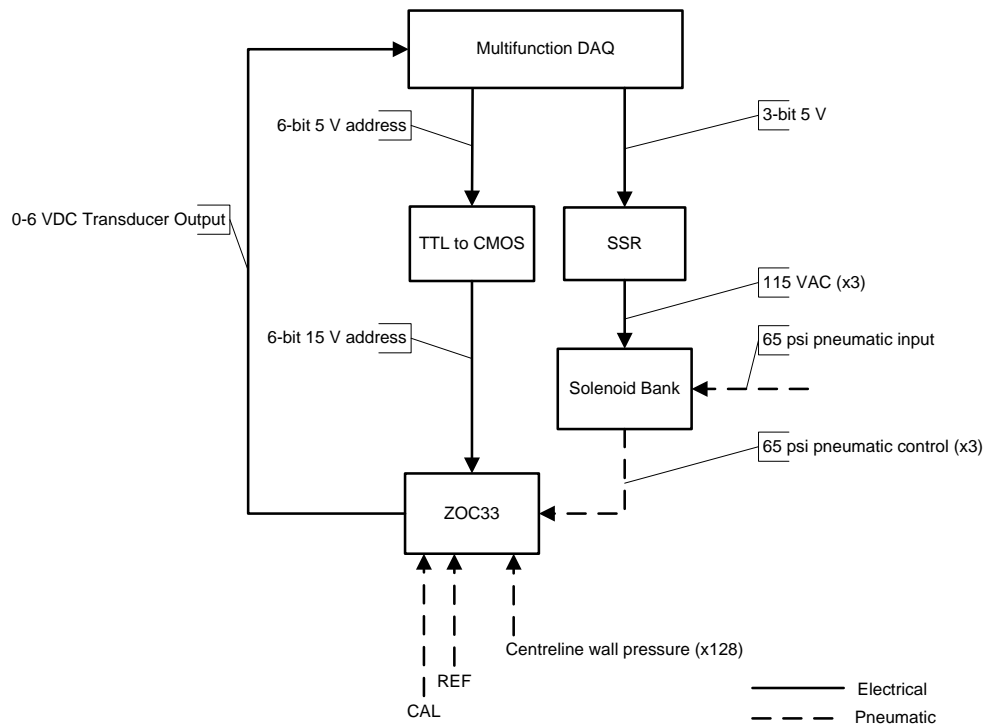 Multifunction DAQ
6-bit 5 V address
3-bit 5 V
0-6 VDC Transducer Output
TTL to CMOS
SSR
115 VAC (x3)
6-bit 15 V address
65 psi pneumatic input
Solenoid Bank
65 psi pneumatic control (x3)
ZOC33
Centreline wall pressure (x128)
REF
CAL
Electrical
Pneumatic